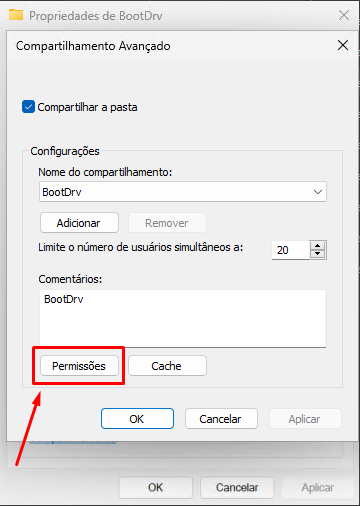 Propriedades de BootDrv
Compartilhamento Avançado
Compartilhar a pasta
Configurações
Nome do compartilhamento:
BootDrv
Adicionar
Remover
Limite o número de usuários simultâneos a:
20
Comentários:
BootDrv
Permissões
Cache
OK
Cancelar
Aplicar
OK
Cancelar
Aplicar